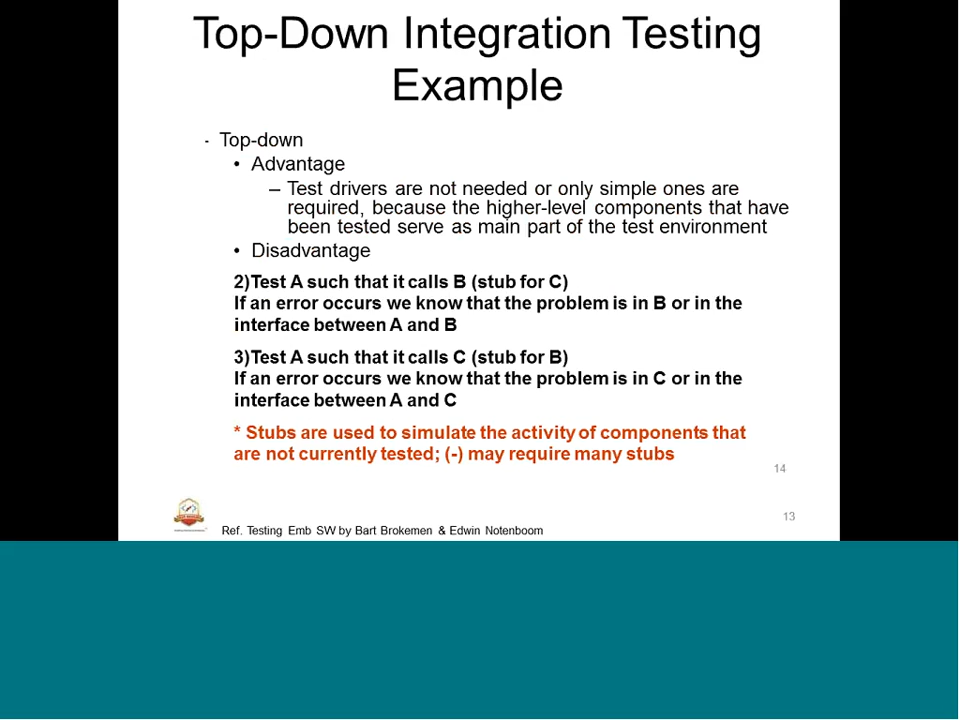 Top-Down Integration Testing
Example
- Top-down
• Advantage
– Test drivers are not needed or only simple ones are
required, because the higher-level components that have
been tested serve as main part of the test environment
• Disadvantage
2)Test A such that it calls B (stub for C)
If an error occurs we know that the problem is in B or in the
interface between A and B
3)Test A such that it calls C (stub for B)
If an error occurs we know that the problem is in C or in the
interface between A and C
* Stubs are used to simulate the activity of components that
are not currently tested; (-) may require many stubs
14
13
Ref. Testing Emb SW by Bart Brokemen & Edwin Notenboom